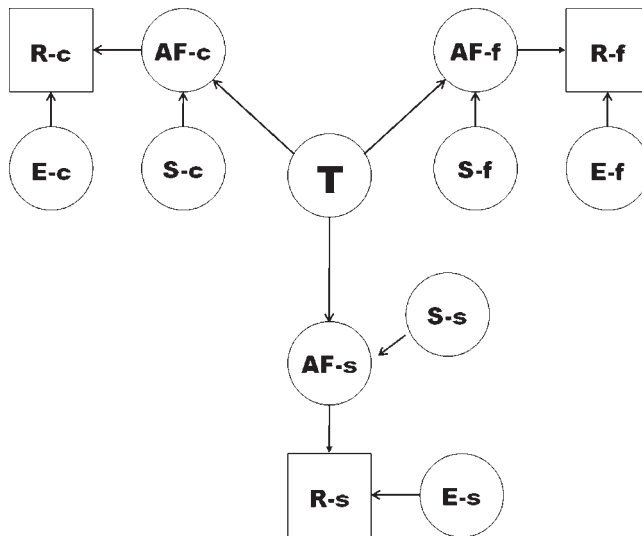 R-c
AF-c
AF-f
R-f
E-c
S-c
T
S-f
E-f
S-s
AF-s
R-s
E-s